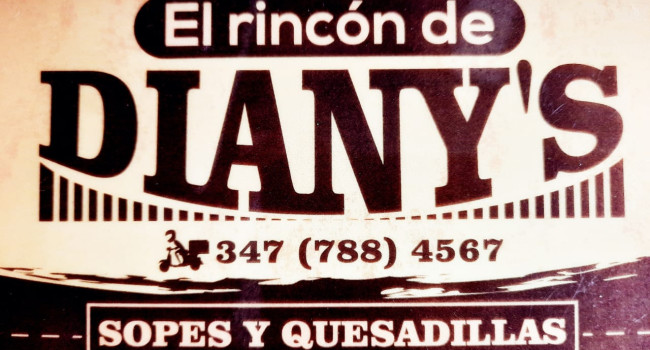 El rincón de
DIANY'S
347 (788) 4567
SOPES Y QUESADILLAS